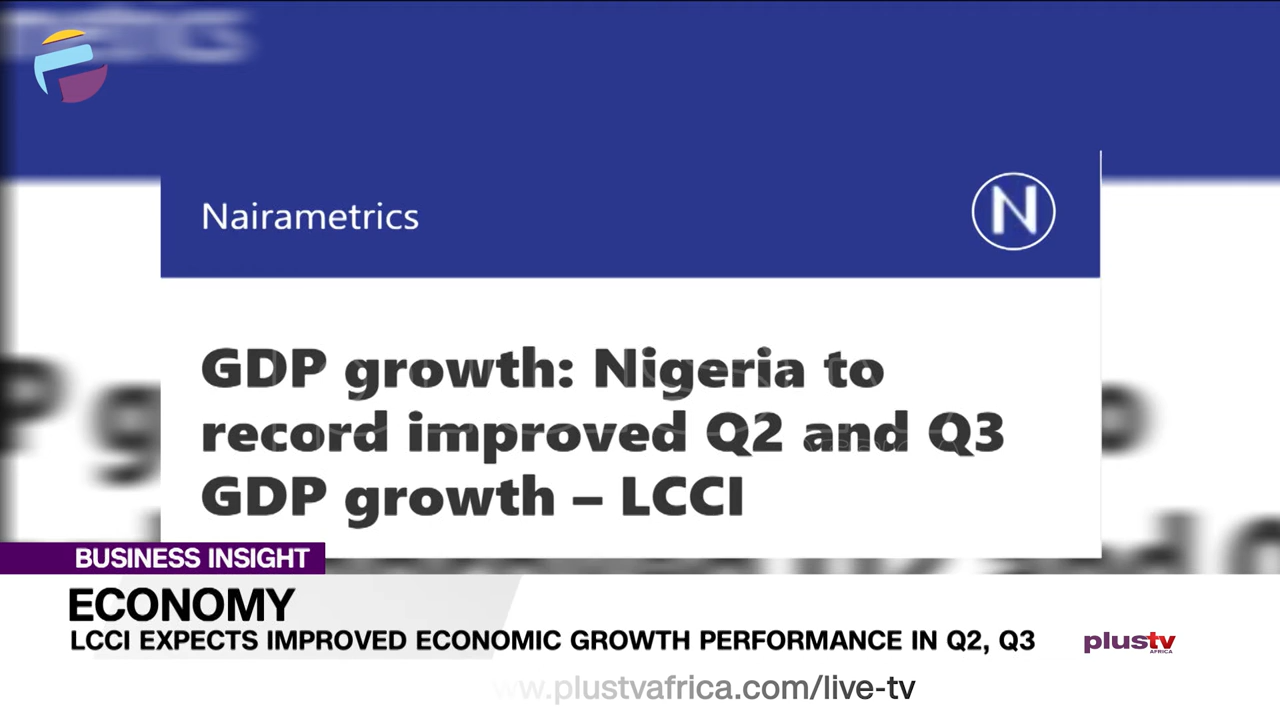 Nairametrics
N
GDP growth: Nigeria to
record improved Q2 and Q3
GDP growth – LCCI
BUSINESS INSIGHT
ECONOMY
LCCI EXPECTS IMPROVED ECONOMIC GROWTH PERFORMANCE IN Q2, Q3
plustv
AFRICA
www.plustvafrica.com/live-tv